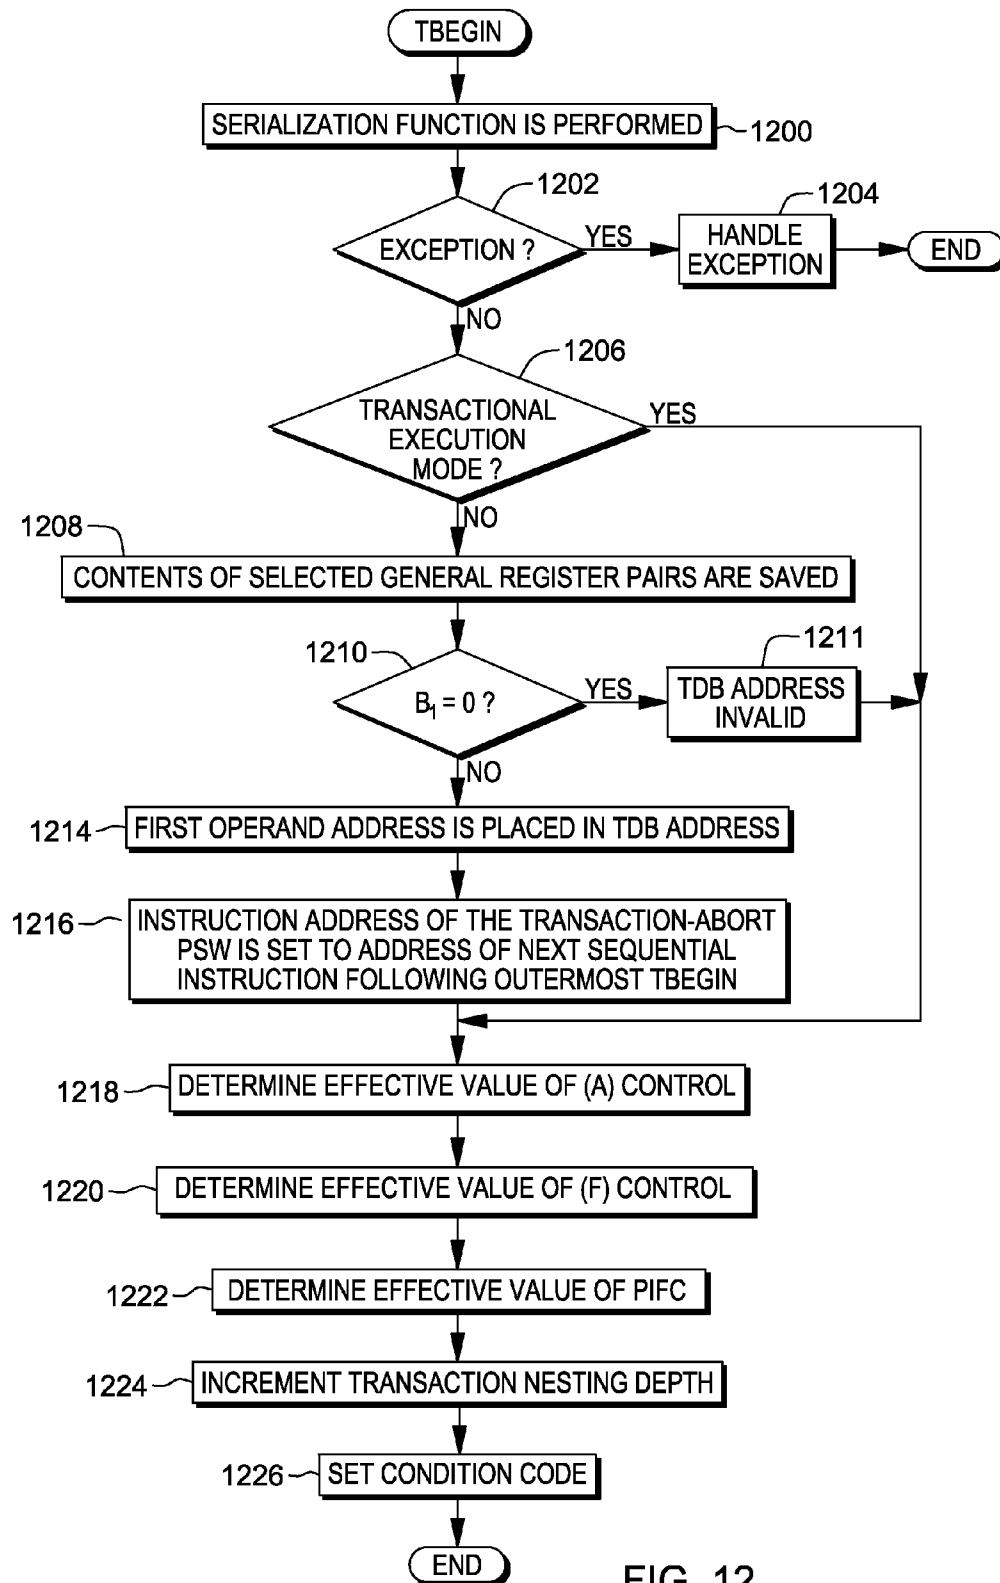 TBEGIN
SERIALIZATION FUNCTION IS PERFORMED
1200
1202
1204
EXCEPTION ?
YES
HANDLE
EXCEPTION
END
NO
1206
TRANSACTIONAL
EXECUTION
MODE ?
YES
NO
1208
CONTENTS OF SELECTED GENERAL REGISTER PAIRS ARE SAVED
1210
1211
B1 = 0 ?
YES
TDB ADDRESS
INVALID
NO
1214
FIRST OPERAND ADDRESS IS PLACED IN TDB ADDRESS
1216
INSTRUCTION ADDRESS OF THE TRANSACTION-ABORT
PSW IS SET TO ADDRESS OF NEXT SEQUENTIAL
INSTRUCTION FOLLOWING OUTERMOST TBEGIN
1218
DETERMINE EFFECTIVE VALUE OF (A) CONTROL
1220
DETERMINE EFFECTIVE VALUE OF (F) CONTROL
1222
DETERMINE EFFECTIVE VALUE OF PIFC
1224
INCREMENT TRANSACTION NESTING DEPTH
1226
SET CONDITION CODE
END
FIG. 12